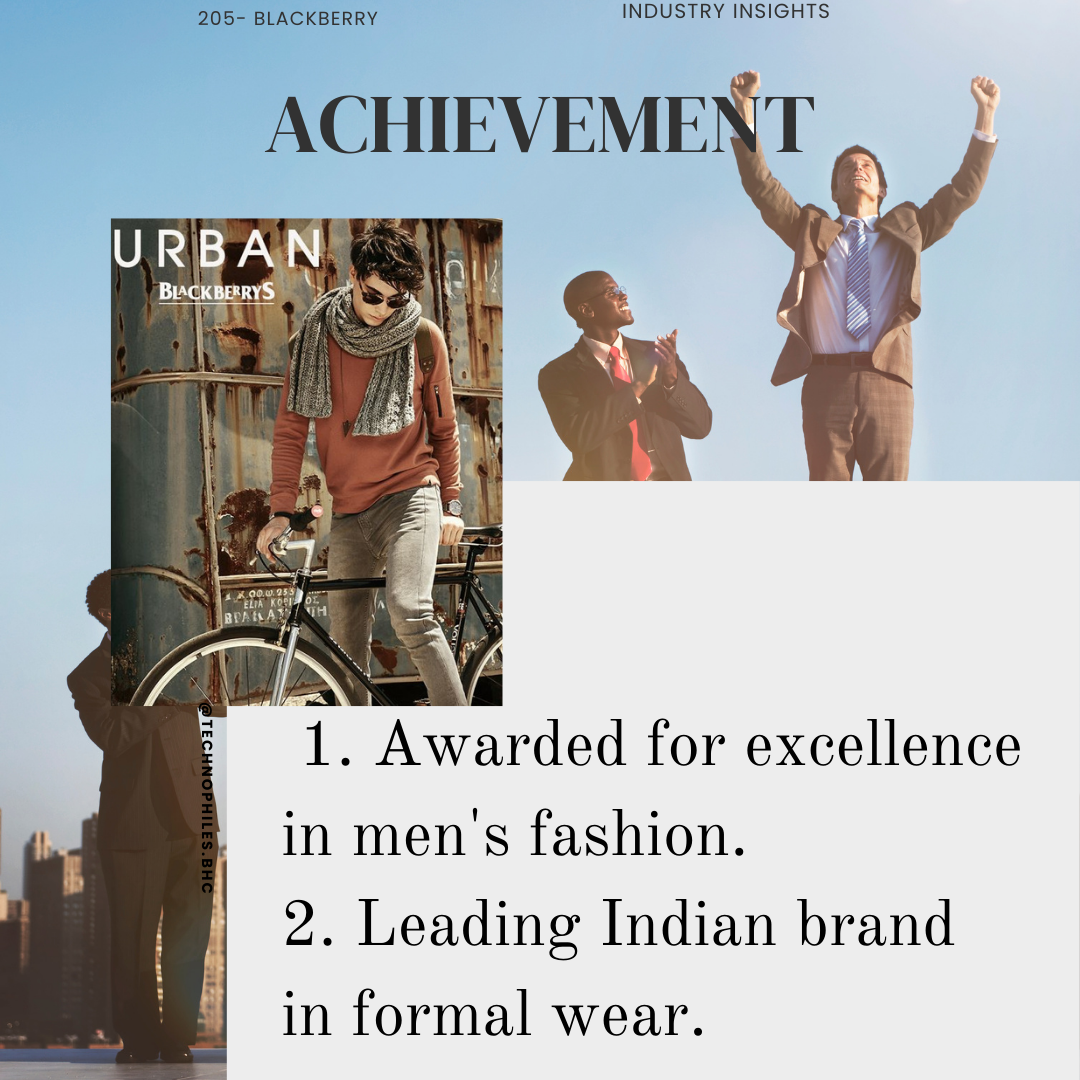 205- BLACKBERRY
INDUSTRY INSIGHTS
ACHIEVEMENT
URBAN
BLACKBERRYS
@TECHNOPHILES.BHC
1. Awarded for excellence
in men's fashion.
2. Leading Indian brand
in formal wear.